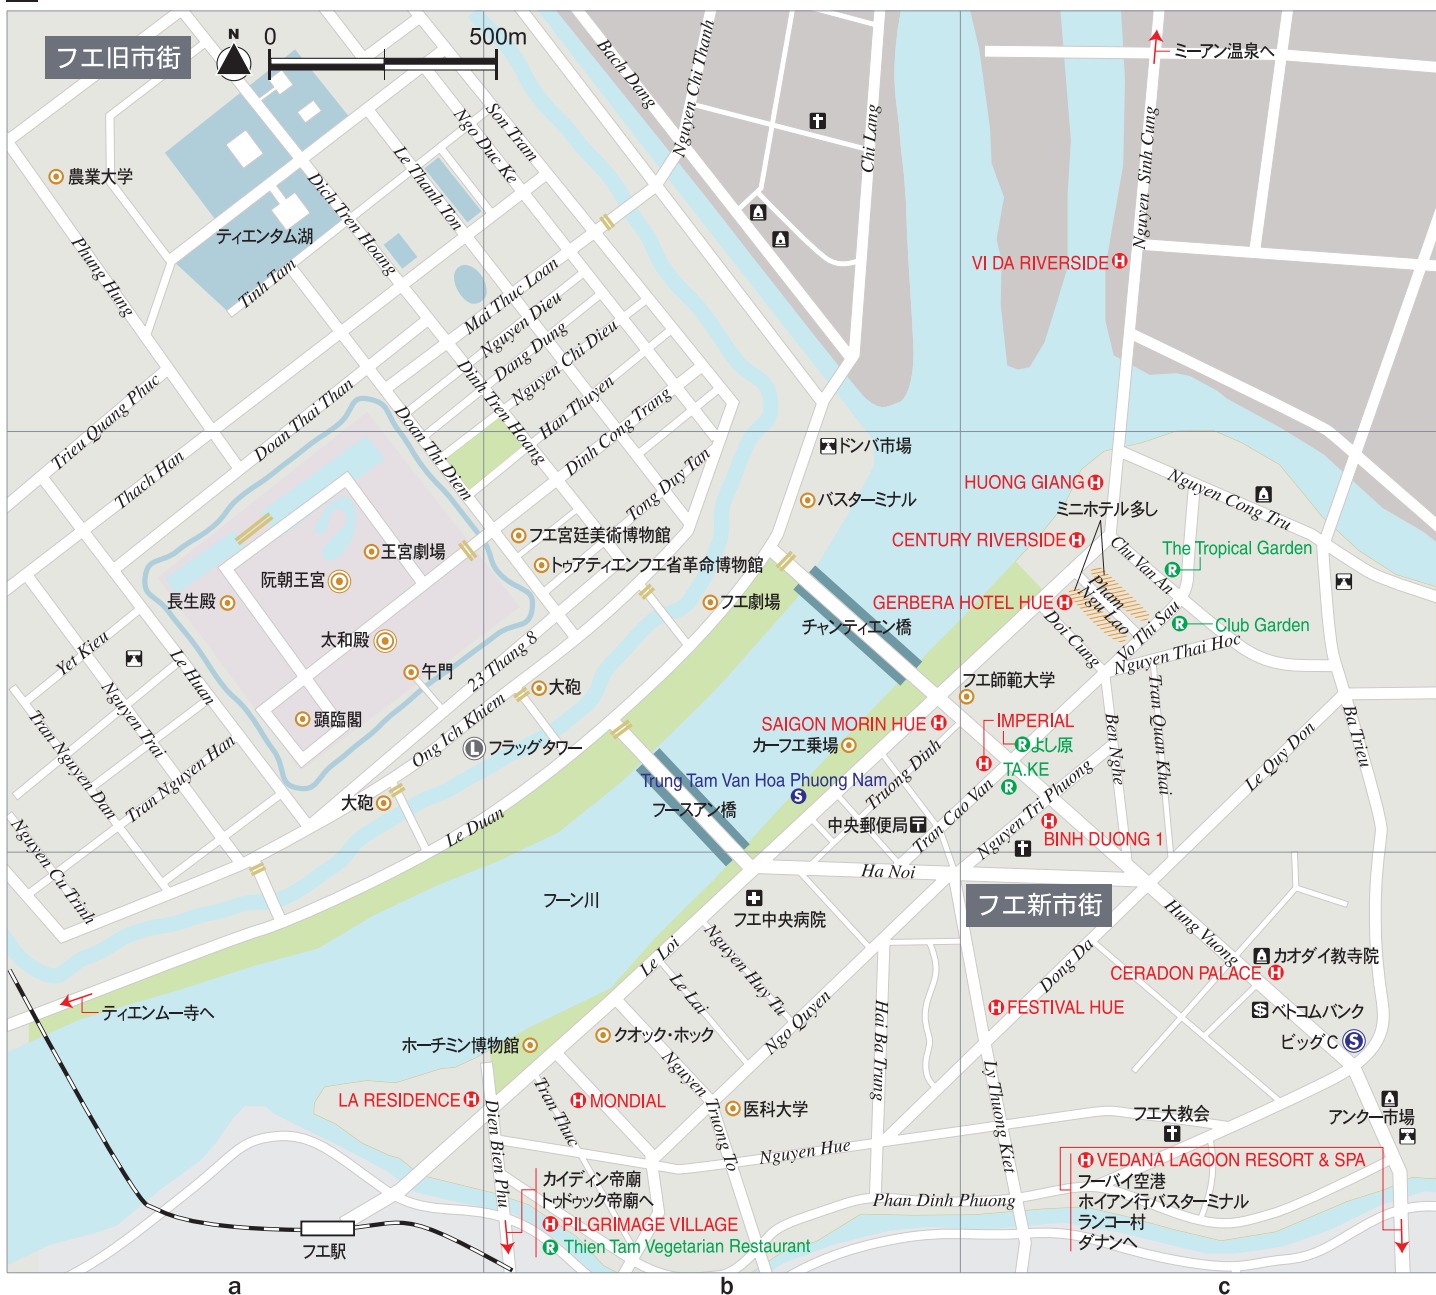 フエ旧市街
N
0
500m
ミーアン温泉へ
Bach Dang
Nguyen Chi Thanh
Chi Lang
Nguyen Sinh Cung
Son Tram
Ngo Duc Ke
Le Thanh Ton
Dich Tren Hoang
農業大学
ティエンタム湖
Tinh Tam
Phung Hung
VI DA RIVERSIDE
H
Mai Thuc Loan
Nguyen Dieu
Dang Dung
Nguyen Chi Dieu
Dinh Tren Hoang
Han Thuyen
Dinh Cong Trang
Tong Duy Tan
Trieu Quang Phuc
Thach Han
Doan Thai Than
Doan Thi Diem
ドンバ市場
バスターミナル
HUONG GIANG
H
ミニホテル多し
Nguyen Cong Tru
CENTURY RIVERSIDE
H
Chu Van An
The Tropical Garden
R
フエ宮廷美術博物館
トゥアティエンフエ省革命博物館
王宮劇場
阮朝王宮
長生殿
フエ劇場
GERBERA HOTEL HUE
H
Pham
Ngu Lao
Doi Cung
Vo Thi Sau
R
Club Garden
Nguyen Thai Hoc
チャンティエン橋
太和殿
午門
23 Thang 8
Yet Kieu
Le Huan
Nguyen Trai
Tran Nguyen Dan
Tran Nguyen Han
顕臨閣
Ong Ich Khiem
大砲
L
フラッグタワー
フエ師範大学
SAIGON MORIN HUE
H
IMPERIAL
H
カーフエ乗場
R
よし原
TA.KE
R
Ben Nghe
Tran Quan Khai
Le Quy Don
Ba Trieu
Trung Tam Van Hoa Phuong Nam
S
フースアン橋
Truong Dinh
Tran Cao Van
Nguyen Tri Phuong
大砲
Le Duan
中央郵便局
H
BINH DUONG 1
Nguyen Cu Trinh
Ha Noi
フーン川
フエ中央病院
フエ新市街
Hung Vuong
Le Loi
Le Lai
Nguyen Huy Tu
Ngo Quyen
Hai Ba Trung
Dong Da
カオダイ教寺院
CERADON PALACE
H
H
FESTIVAL HUE
ベトコムバンク
ビッグC
S
ティエンムー寺へ
ホーチミン博物館
クオック・ホック
Nguyen Truong To
Ly Thuong Kiet
LA RESIDENCE
H
Dien Bien Phu
Tran Thuc
H
MONDIAL
医科大学
Nguyen Hue
フエ大教会
アンクー市場
Phan Dinh Phuong
カイディン帝廟
トゥドゥック帝廟へ
H
PILGRIMAGE VILLAGE
R
Thien Tam Vegetarian Restaurant
H
VEDANA LAGOON RESORT & SPA
フーバイ空港
ホイアン行バスターミナル
ランコー村
ダナンへ
フエ駅
a
b
c